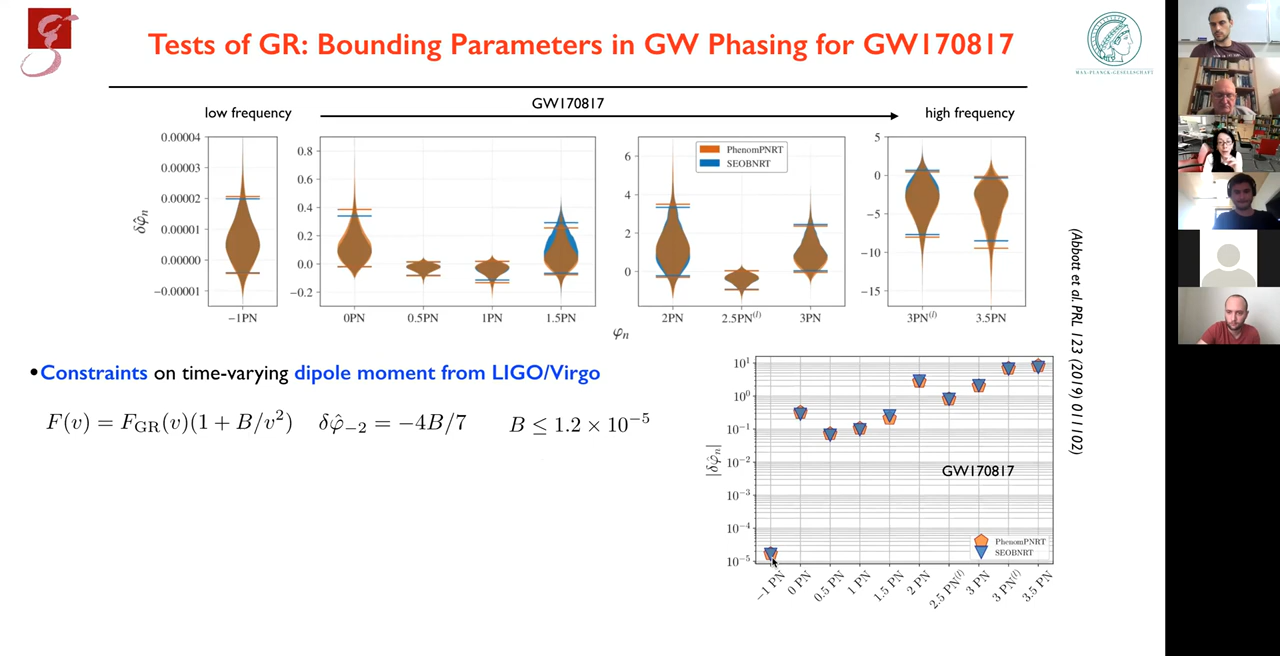 Tests of GR: Bounding Parameters in GW Phasing for GW170817
MAX-PLANCK-GESELLSCHAFT
low frequency
GW170817
high frequency
0.00004
0.00003
0.00002
0.00001
0.00000
−0.00001
δφ̂ₙ
−1PN
0.8
0.6
0.4
0.2
0.0
−0.2
0PN
0.5PN
1PN
1.5PN
6
4
2
0
PhenomPNRT
SEOBNRT
2PN
2.5PN⁽ˡ⁾
3PN
5
0
−5
−10
−15
3PN⁽ˡ⁾
3.5PN
φₙ
(Abbott et al. PRL 123 (2019) 011102)
•Constraints on time-varying dipole moment from LIGO/Virgo
F(v) = F_GR(v)(1 + B/v²) δφ̂₋₂ = −4B/7 B ≤ 1.2 × 10⁻⁵
10¹
10⁰
10⁻¹
10⁻²
10⁻³
10⁻⁴
10⁻⁵
|δφ̂ₙ|
GW170817
PhenomPNRT
SEOBNRT
−1 PN
0 PN
0.5 PN
1 PN
1.5 PN
2 PN
2.5 PN⁽ˡ⁾
3 PN
3 PN⁽ˡ⁾
3.5 PN